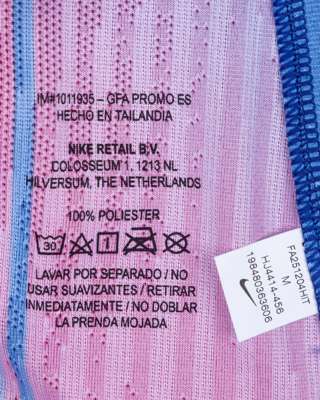 IM#1011935 – GFA PROMO ES
HECHO EN TAILANDIA
NIKE RETAIL B.V.
COLOSSEUM 1, 1213 NL
HILVERSUM, THE NETHERLANDS
100% POLIESTER
30
LAVAR POR SEPARADO / NO
USAR SUAVIZANTES / RETIRAR
INMEDIATAMENTE / NO DOBLAR
LA PRENDA MOJADA
FA251204HIT
M
HJ4414-456
198480363606